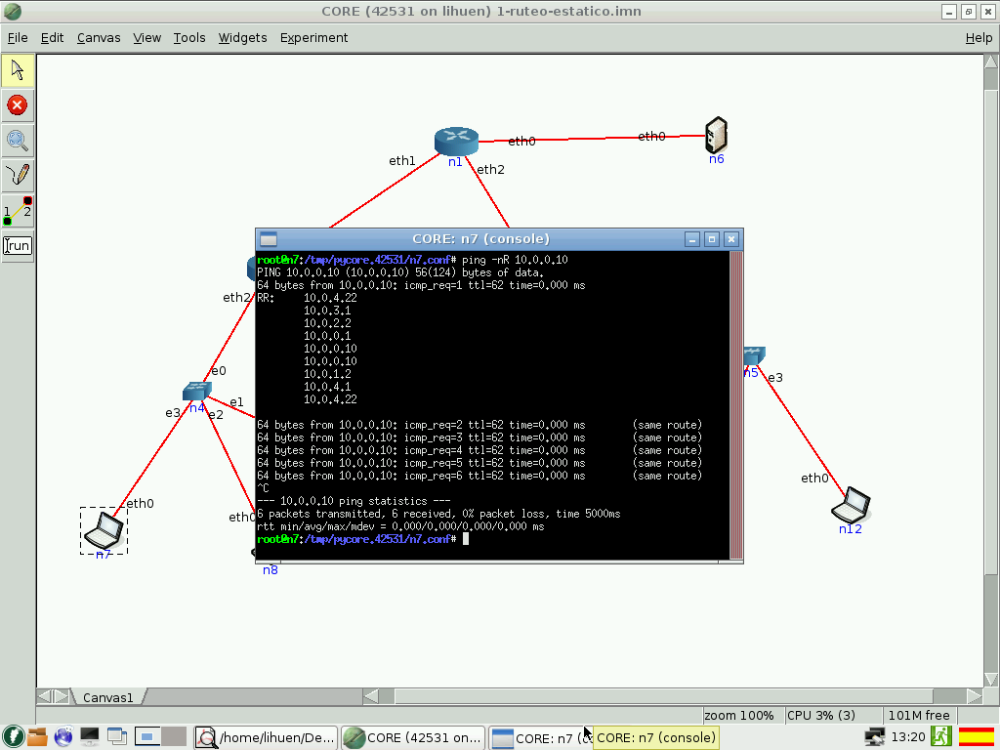 CORE (42531 on lihuen) 1-ruteo-estatico.imn
File Edit Canvas View Tools Widgets Experiment Help
eth0
eth0
n1
n6
eth1
eth2
CORE: n7 (console)
root@n7:/tmp/pycore.42531/n7.conf# ping -nR 10.0.0.10
PING 10.0.0.10 (10.0.0.10) 56(124) bytes of data.
64 bytes from 10.0.0.10: icmp_req=1 ttl=62 time=0.000 ms
RR: 10.0.4.22
10.0.3.1
10.0.2.2
10.0.0.1
10.0.0.10
10.0.0.10
10.0.1.2
10.0.4.1
10.0.4.22
64 bytes from 10.0.0.10: icmp_req=2 ttl=62 time=0.000 ms (same route)
64 bytes from 10.0.0.10: icmp_req=3 ttl=62 time=0.000 ms (same route)
64 bytes from 10.0.0.10: icmp_req=4 ttl=62 time=0.000 ms (same route)
64 bytes from 10.0.0.10: icmp_req=5 ttl=62 time=0.000 ms (same route)
64 bytes from 10.0.0.10: icmp_req=6 ttl=62 time=0.000 ms (same route)
^C
--- 10.0.0.10 ping statistics ---
6 packets transmitted, 6 received, 0% packet loss, time 5000ms
rtt min/avg/max/mdev = 0.000/0.000/0.000/0.000 ms
root@n7:/tmp/pycore.42531/n7.conf#
eth2
e0
n4
e1
e2
e3
eth0
eth0
n7
n8
n5
e3
eth0
n12
1 2
run
Canvas1
zoom 100% CPU 3% (3) 101M free
/home/lihuen/De...
CORE (42531 on...
CORE: n7 (c
CORE: n7 (console)
13:20